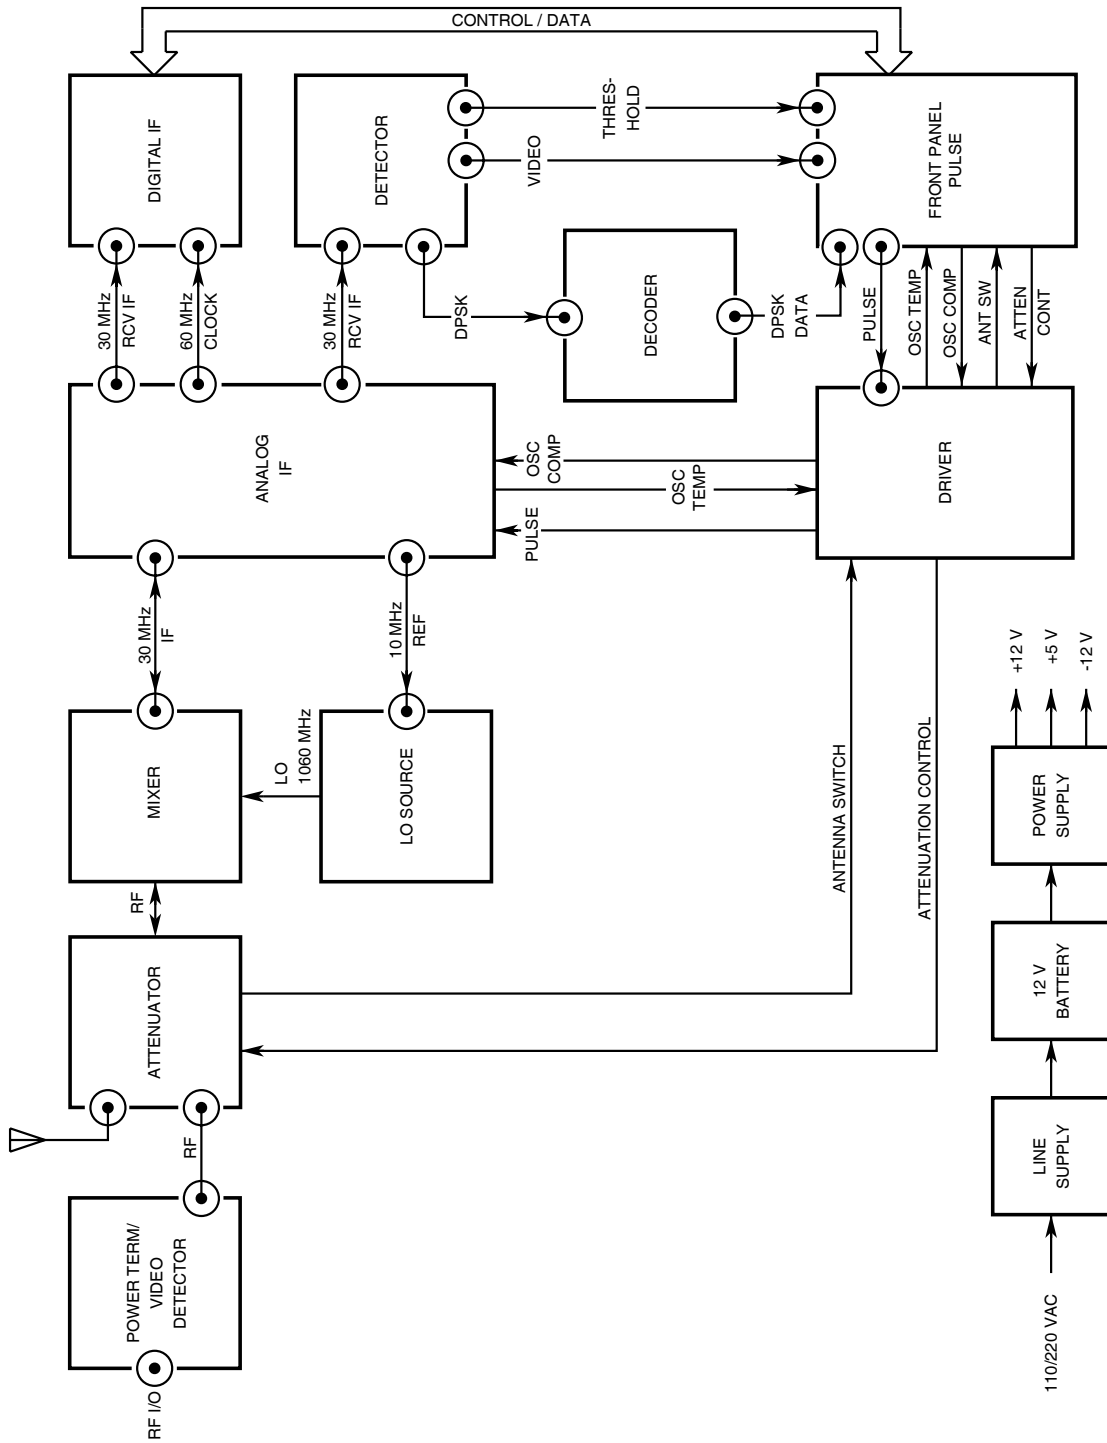 CONTROL / DATA
DIGITAL IF
DETECTOR
THRES-
HOLD
VIDEO
FRONT PANEL
PULSE
30 MHz
RCV IF
60 MHz
CLOCK
30 MHz
RCV IF
DPSK
DECODER
DPSK
DATA
PULSE
OSC TEMP
OSC COMP
ANT SW
ATTEN
CONT
ANALOG
IF
OSC
COMP
OSC
TEMP
PULSE
DRIVER
30 MHz
IF
10 MHz
REF
MIXER
LO
1060 MHz
LO SOURCE
RF
ATTENUATOR
ANTENNA SWITCH
ATTENUATION CONTROL
RF
POWER TERM/
VIDEO
DETECTOR
RF I/O
+12 V
+5 V
-12 V
POWER
SUPPLY
12 V
BATTERY
LINE
SUPPLY
110/220 VAC